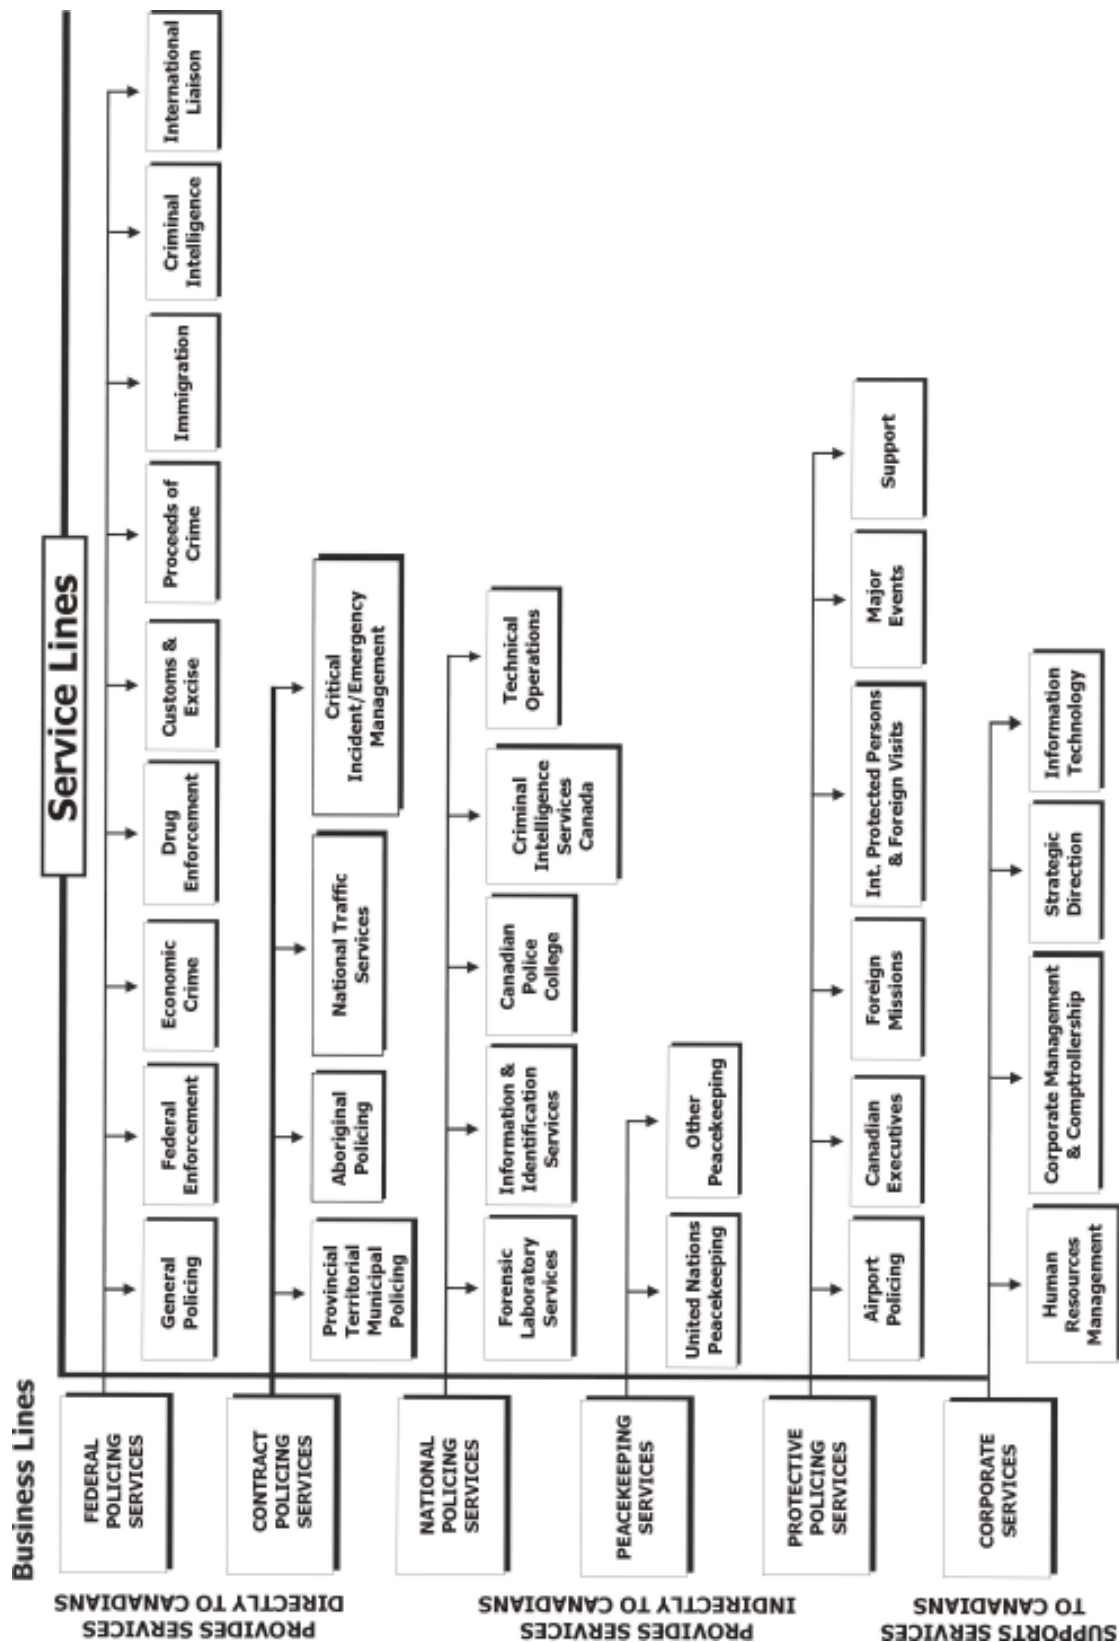 Business Lines
Service Lines
PROVIDES SERVICES
DIRECTLY TO CANADIANS
FEDERAL
POLICING
SERVICES
General
Policing
Federal
Enforcement
Economic
Crime
Drug
Enforcement
Customs &
Excise
Proceeds of
Crime
Immigration
Criminal
Intelligence
International
Liaison
CONTRACT
POLICING
SERVICES
Provincial
Territorial
Municipal
Policing
Aboriginal
Policing
National Traffic
Services
Critical
Incident/Emergency
Management
PROVIDES SERVICES
INDIRECTLY TO CANADIANS
NATIONAL
POLICING
SERVICES
Forensic
Laboratory
Services
Information &
Identification
Services
Canadian
Police
College
Criminal
Intelligence
Services
Canada
Technical
Operations
PEACEKEEPING
SERVICES
United Nations
Peacekeeping
Other
Peacekeeping
PROTECTIVE
POLICING
SERVICES
Airport
Policing
Canadian
Executives
Foreign
Missions
Int. Protected Persons
& Foreign Visits
Major
Events
Support
SUPPORTS SERVICES
TO CANADIANS
CORPORATE
SERVICES
Human
Resources
Management
Corporate Management
& Comptrollership
Strategic
Direction
Information
Technology